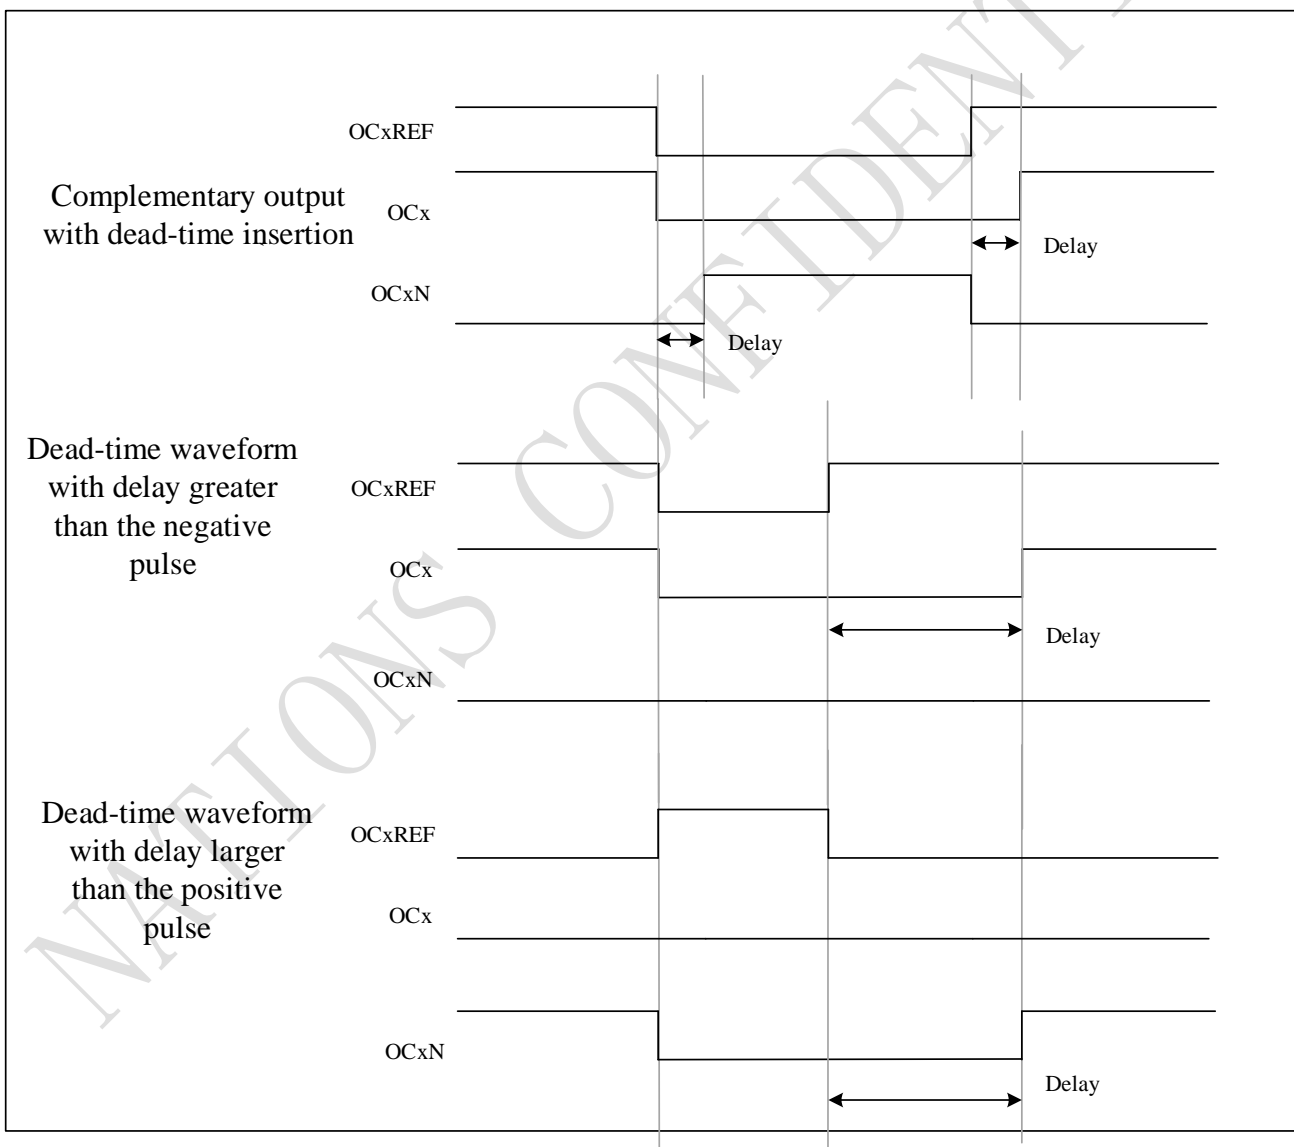 NATIONS CONFIDENTI
OCxREF
Complementary output
with dead-time insertion
OCx
Delay
OCxN
Delay
Dead-time waveform
with delay greater
than the negative
pulse
OCxREF
OCx
Delay
OCxN
Dead-time waveform
with delay larger
than the positive
pulse
OCxREF
OCx
OCxN
Delay